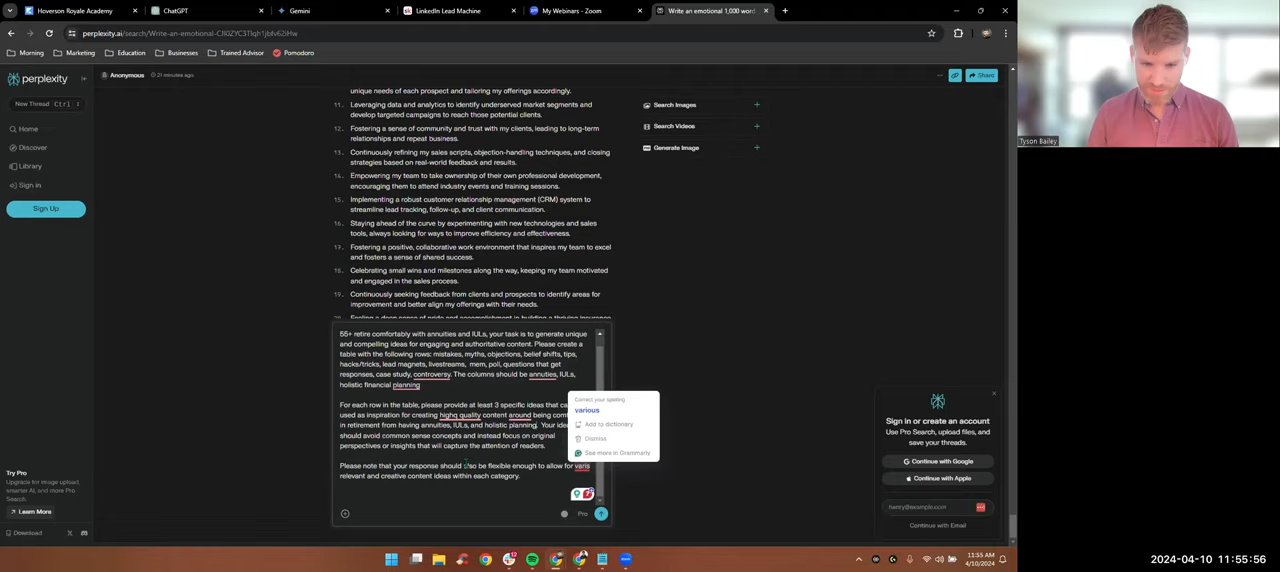 Hoverson Royale Academy
ChatGPT
Gemini
LinkedIn Lead Machine
My Webinars - Zoom
Write an emotional 1,000 word
perplexity.ai/search/Write-an-emotional-
Morning
Marketing
Education
Businesses
Trained Advisor
Pomodoro
perplexity
Anonymous
21 minutes ago
Share
New Thread
Ctrl
Home
Discover
Library
Sign in
Sign Up
unique needs of each prospect and tailoring my offerings accordingly.
11. Leveraging data and analytics to identify underserved market segments and
develop targeted campaigns to reach those potential clients.
12. Fostering a sense of community and trust with my clients, leading to long-term
relationships and repeat business.
13. Continuously refining my sales scripts, objection-handling techniques, and closing
strategies based on real-world feedback and results.
14. Empowering my team to take ownership of their own professional development,
encouraging them to attend industry events and training sessions.
15. Implementing a robust customer relationship management (CRM) system to
streamline lead tracking, follow-up, and client communication.
16. Staying ahead of the curve by experimenting with new technologies and sales
tools, always looking for ways to improve efficiency and effectiveness.
17. Fostering a positive, collaborative work environment that inspires my team to excel
and fosters a sense of shared success.
18. Celebrating small wins and milestones along the way, keeping my team motivated
and engaged in the sales process.
19. Continuously seeking feedback from clients and prospects to identify areas for
improvement and better align my offerings with their needs.
Search Images
Search Videos
Generate Image
55+ retire comfortably with annuities and IULs, your task is to generate unique
and compelling ideas for engaging and authoritative content. Please create a
table with the following rows: mistakes, myths, objections, belief shifts, tips,
hacks/tricks, lead magnets, livestreams, mem, poll, questions that get
responses, case study, controversy. The columns should be annuties, IULs,
holistic financial planning
For each row in the table, please provide at least 3 specific ideas that ca
used as inspiration for creating highq quality content around being comf
in retirement from having annuities, IULs, and holistic planning. Your ide
should avoid common sense concepts and instead focus on original
perspectives or insights that will capture the attention of readers.
Please note that your response should also be flexible enough to allow for varis
relevant and creative content ideas within each category.
Pro
Correct your spelling
various
Add to dictionary
Dismiss
See more in Grammarly
Sign in or create an account
Use Pro Search, upload files, and
save your threads.
Continue with Google
Continue with Apple
henry@example.com
Continue with Email
Try Pro
Upgrade for image upload,
smarter AI, and more Pro
Search.
Learn More
Download
11:55 AM
4/10/2024
Tyson Bailey
2024-04-10 11:55:56